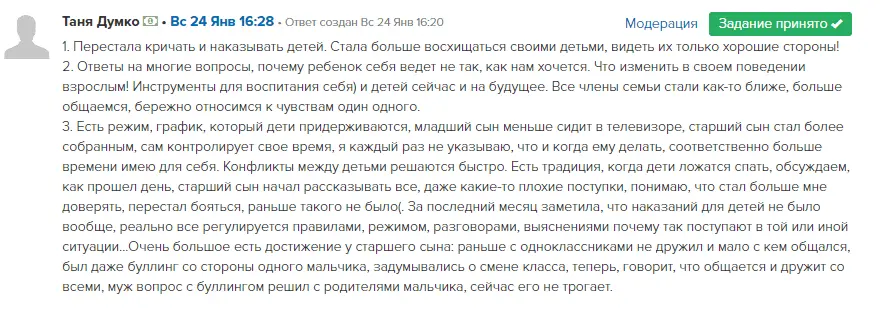 Таня Думко • Вс 24 Янв 16:28 • Ответ создан Вс 24 Янв 16:20 Модерация Задание принято ✔
1. Перестала кричать и наказывать детей. Стала больше восхищаться своими детьми, видеть их только хорошие стороны!
2. Ответы на многие вопросы, почему ребенок себя ведет не так, как нам хочется. Что изменить в своем поведении
взрослым! Инструменты для воспитания себя) и детей сейчас и на будущее. Все члены семьи стали как-то ближе, больше
общаемся, бережно относимся к чувствам один одного.
3. Есть режим, график, который дети придерживаются, младший сын меньше сидит в телевизоре, старший сын стал более
собранным, сам контролирует свое время, я каждый раз не указываю, что и когда ему делать, соответственно больше
времени имею для себя. Конфликты между детьми решаются быстро. Есть традиция, когда дети ложатся спать, обсуждаем,
как прошел день, старший сын начал рассказывать все, даже какие-то плохие поступки, понимаю, что стал больше мне
доверять, перестал бояться, раньше такого не было(. За последний месяц заметила, что наказаний для детей не было
вообще, реально все регулируется правилами, режимом, разговорами, выяснениями почему так поступают в той или иной
ситуации...Очень большое есть достижение у старшего сына: раньше с одноклассниками не дружил и мало с кем общался,
был даже буллинг со стороны одного мальчика, задумывались о смене класса, теперь, говорит, что общается и дружит со
всеми, муж вопрос с буллингом решил с родителями мальчика, сейчас его не трогает.